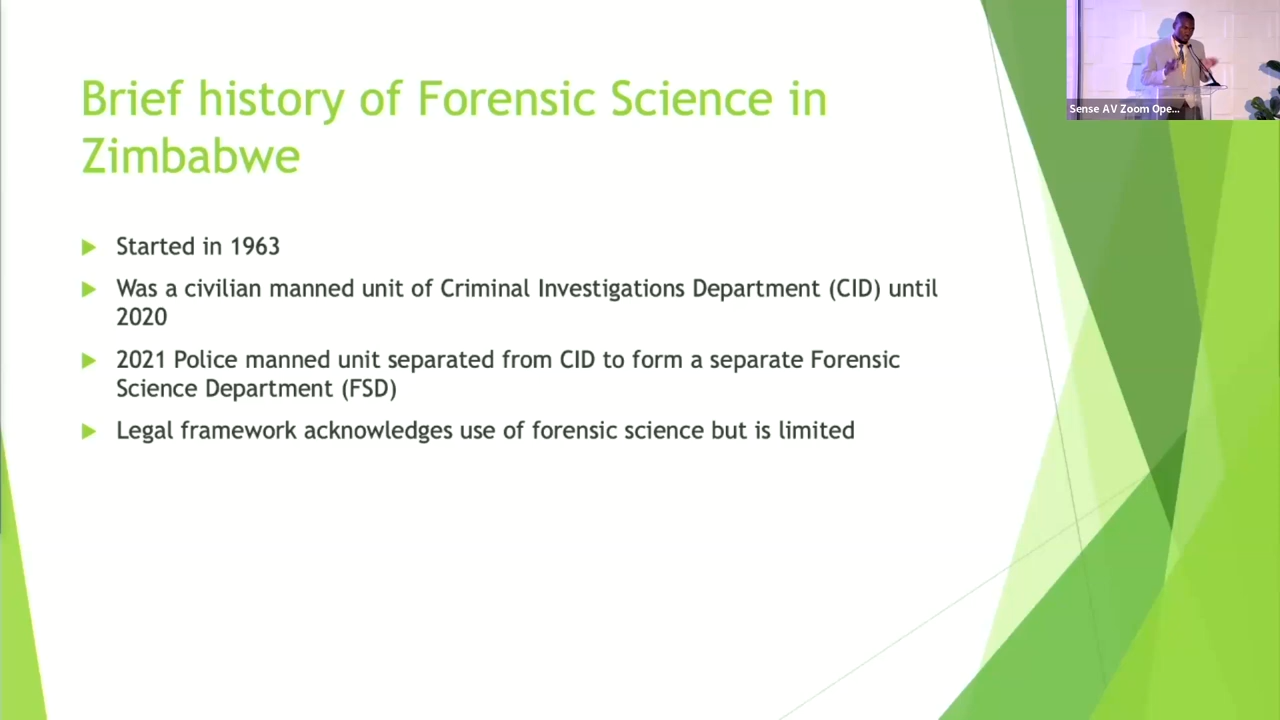 Brief history of Forensic Science in
Zimbabwe
Started in 1963
Was a civilian manned unit of Criminal Investigations Department (CID) until
2020
2021 Police manned unit separated from CID to form a separate Forensic
Science Department (FSD)
Legal framework acknowledges use of forensic science but is limited
Sense AV Zoom Ope...